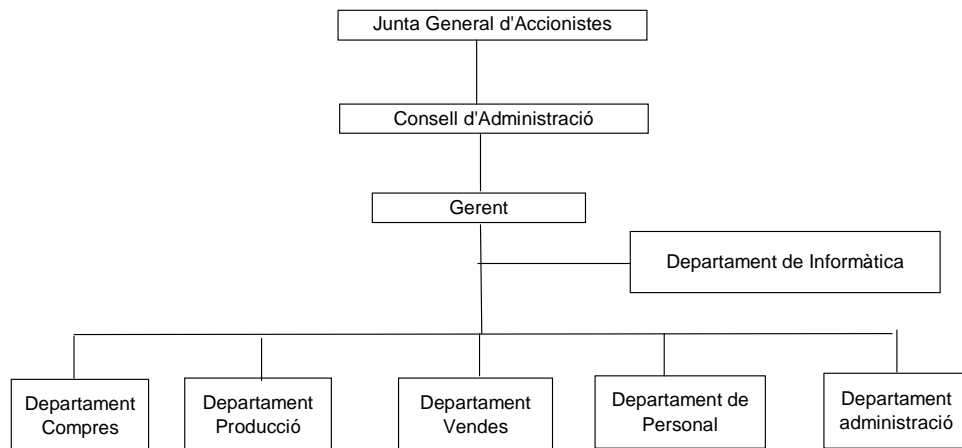 Junta General d'Accionistes
Consell d'Administració
Gerent
Departament de Informàtica
Departament
Compres
Departament
Producció
Departament
Vendes
Departament de
Personal
Departament
administració